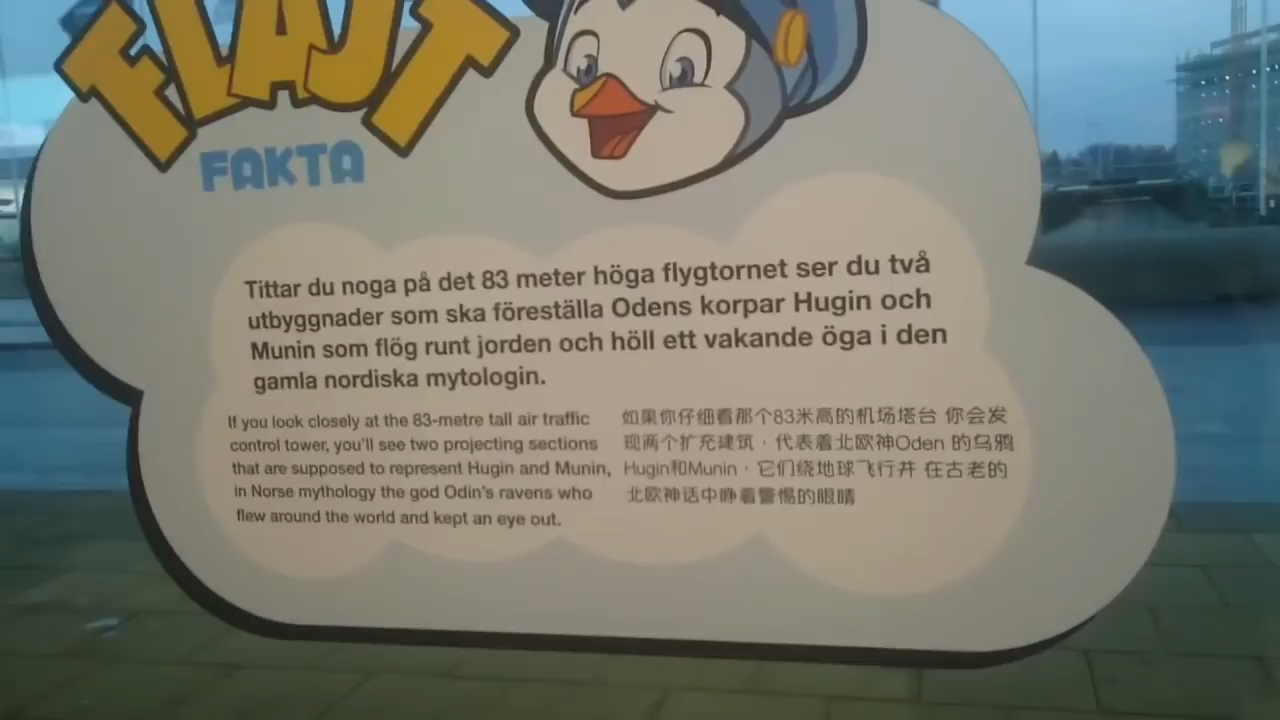 FLAJT
FAKTA
Tittar du noga på det 83 meter höga flygtornet ser du två
utbyggnader som ska föreställa Odens korpar Hugin och
Munin som flög runt jorden och höll ett vakande öga i den
gamla nordiska mytologin.
If you look closely at the 83-metre tall air traffic
control tower, you'll see two projecting sections
that are supposed to represent Hugin and Munin,
in Norse mythology the god Odin's ravens who
flew around the world and kept an eye out.
如果你仔细看那个83米高的机场塔台 你会发
现两个扩充建筑,代表着北欧神Oden 的乌鸦
Hugin和Munin,它们绕地球飞行并 在古老的
北欧神话中睁着警惕的眼睛